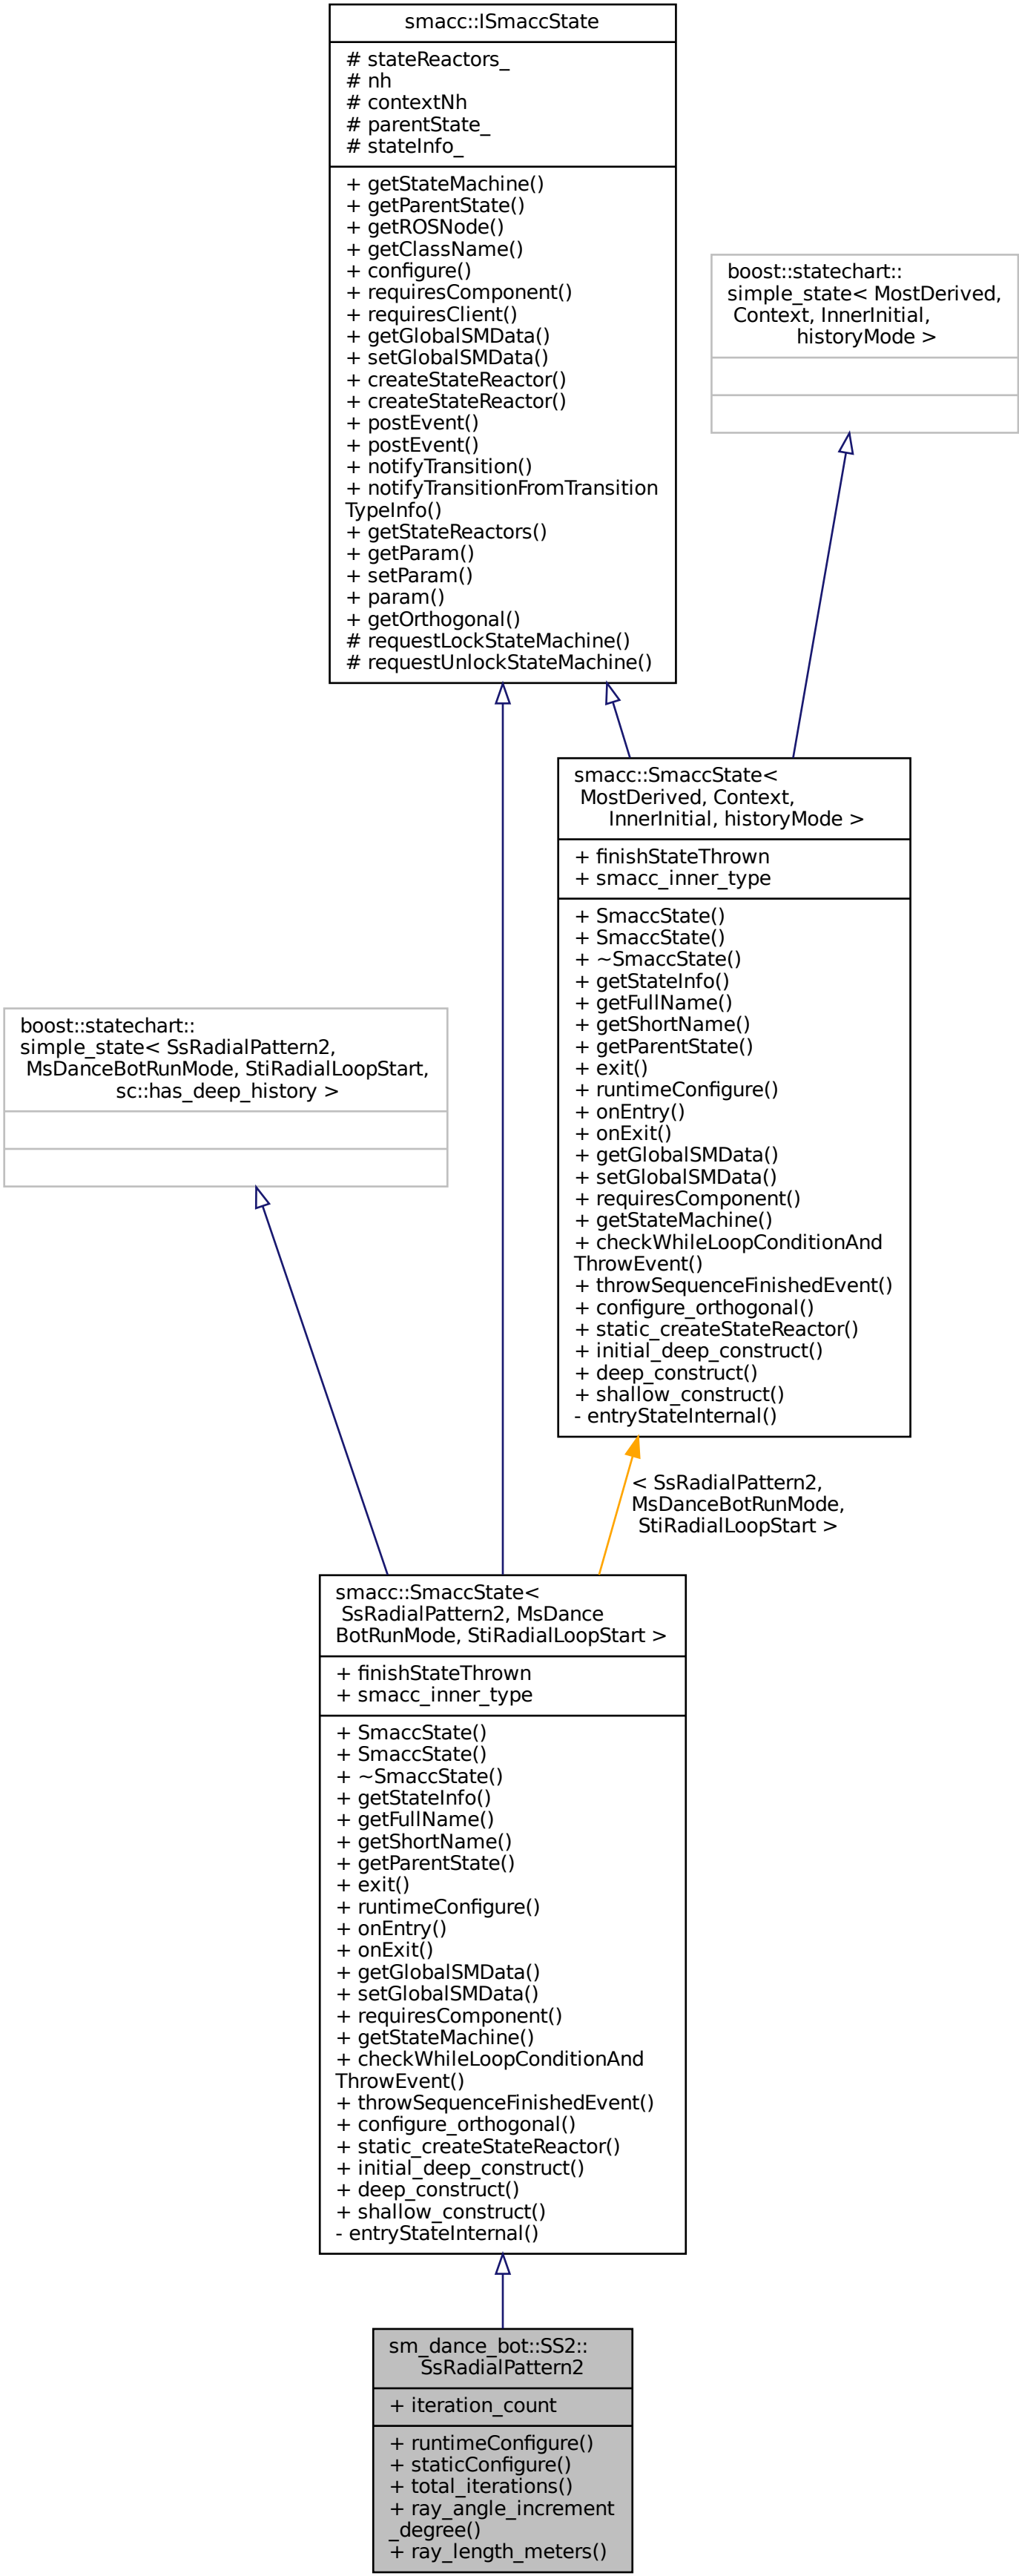 smacc::ISmaccState
# stateReactors_
# nh
# contextNh
# parentState_
# stateInfo_
+ getStateMachine()
+ getParentState()
+ getROSNode()
+ getClassName()
+ configure()
+ requiresComponent()
+ requiresClient()
+ getGlobalSMData()
+ setGlobalSMData()
+ createStateReactor()
+ createStateReactor()
+ postEvent()
+ postEvent()
+ notifyTransition()
+ notifyTransitionFromTransition
TypeInfo()
+ getStateReactors()
+ getParam()
+ setParam()
+ param()
+ getOrthogonal()
# requestLockStateMachine()
# requestUnlockStateMachine()
boost::statechart::
simple_state< MostDerived,
Context, InnerInitial,
historyMode >
smacc::SmaccState<
MostDerived, Context,
InnerInitial, historyMode >
+ finishStateThrown
+ smacc_inner_type
+ SmaccState()
+ SmaccState()
+ ~SmaccState()
+ getStateInfo()
+ getFullName()
+ getShortName()
+ getParentState()
+ exit()
+ runtimeConfigure()
+ onEntry()
+ onExit()
+ getGlobalSMData()
+ setGlobalSMData()
+ requiresComponent()
+ getStateMachine()
+ checkWhileLoopConditionAnd
ThrowEvent()
+ throwSequenceFinishedEvent()
+ configure_orthogonal()
+ static_createStateReactor()
+ initial_deep_construct()
+ deep_construct()
+ shallow_construct()
- entryStateInternal()
boost::statechart::
simple_state< SsRadialPattern2,
MsDanceBotRunMode, StiRadialLoopStart,
sc::has_deep_history >
< SsRadialPattern2,
MsDanceBotRunMode,
StiRadialLoopStart >
smacc::SmaccState<
SsRadialPattern2, MsDance
BotRunMode, StiRadialLoopStart >
+ finishStateThrown
+ smacc_inner_type
+ SmaccState()
+ SmaccState()
+ ~SmaccState()
+ getStateInfo()
+ getFullName()
+ getShortName()
+ getParentState()
+ exit()
+ runtimeConfigure()
+ onEntry()
+ onExit()
+ getGlobalSMData()
+ setGlobalSMData()
+ requiresComponent()
+ getStateMachine()
+ checkWhileLoopConditionAnd
ThrowEvent()
+ throwSequenceFinishedEvent()
+ configure_orthogonal()
+ static_createStateReactor()
+ initial_deep_construct()
+ deep_construct()
+ shallow_construct()
- entryStateInternal()
sm_dance_bot::SS2::
SsRadialPattern2
+ iteration_count
+ runtimeConfigure()
+ staticConfigure()
+ total_iterations()
+ ray_angle_increment
_degree()
+ ray_length_meters()